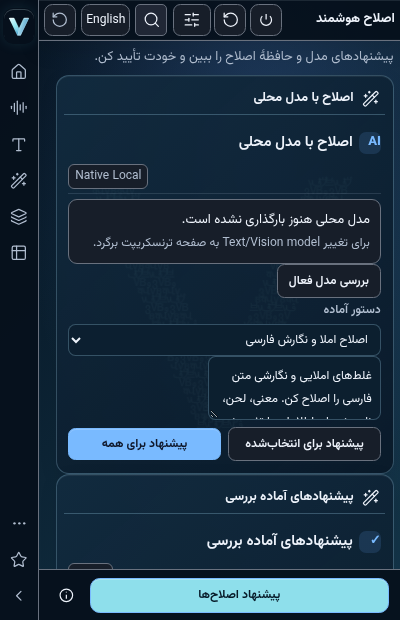 اصلاح هوشمند
English
پیشنهادهای مدل و حافظهٔ اصلاح را ببین و خودت تأیید کن.
اصلاح با مدل محلی
AI
اصلاح با مدل محلی
Native Local
مدل محلی هنوز بارگذاری نشده است.
برای تغییر Text/Vision model به صفحه ترنسکریپت برگرد.
بررسی مدل فعال
دستور آماده
اصلاح املا و نگارش فارسی
غلط‌های املایی و نگارشی متن
فارسی را اصلاح کن. معنی، لحن،
پیشنهاد برای انتخاب‌شده
پیشنهاد برای همه
پیشنهادهای آماده بررسی
پیشنهادهای آماده بررسی
پیشنهاد اصلاح‌ها